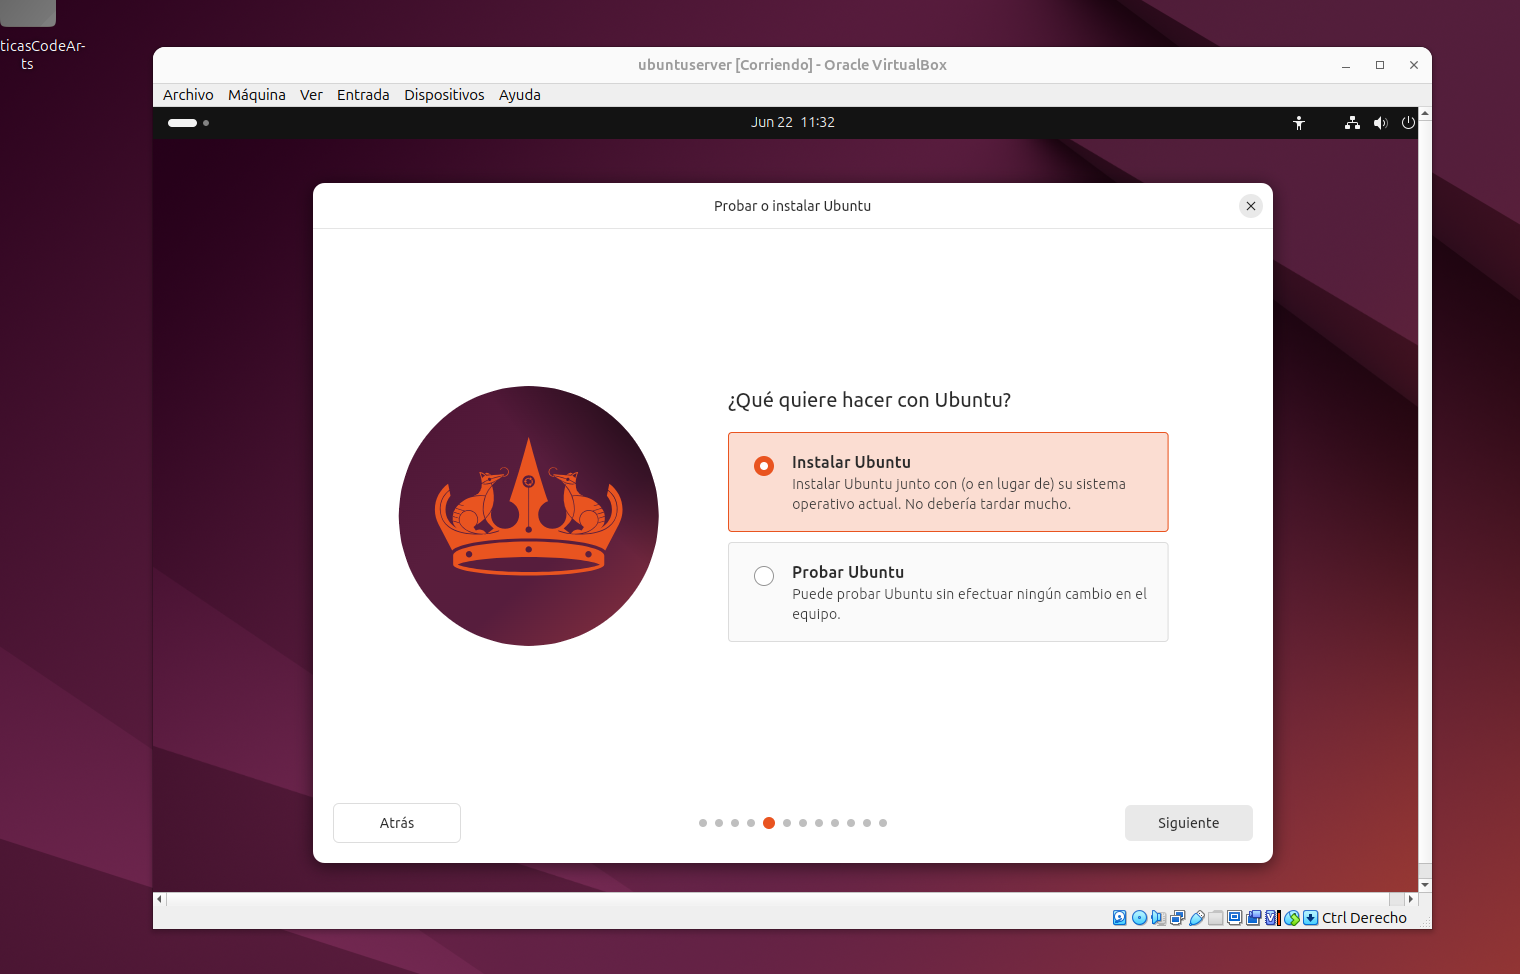 ticasCodeAr-
ts
ubuntuserver [Corriendo] - Oracle VirtualBox
Archivo Máquina Ver Entrada Dispositivos Ayuda
Jun 22 11:32
Probar o instalar Ubuntu
¿Qué quiere hacer con Ubuntu?
Instalar Ubuntu
Instalar Ubuntu junto con (o en lugar de) su sistema
operativo actual. No debería tardar mucho.
Probar Ubuntu
Puede probar Ubuntu sin efectuar ningún cambio en el
equipo.
Atrás
Siguiente
Ctrl Derecho